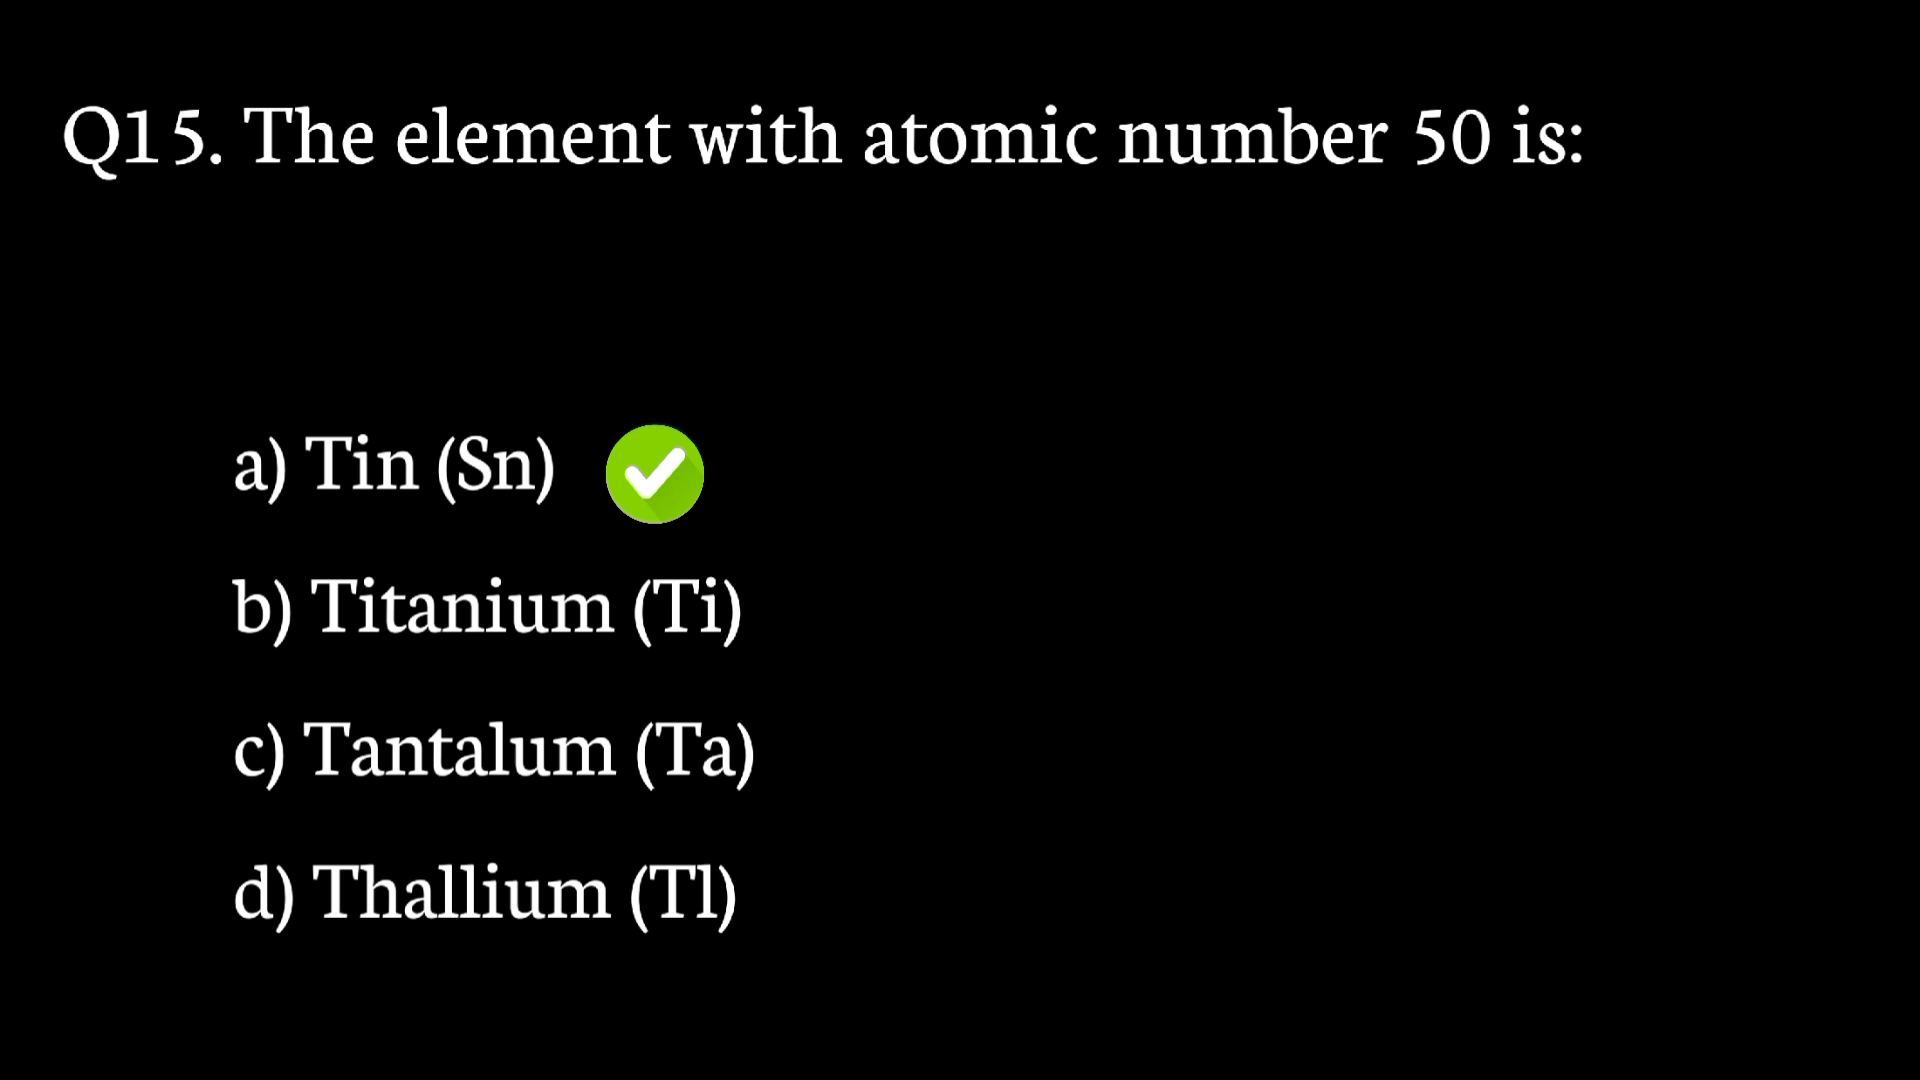 Q15. The element with atomic number 50 is:
a) Tin (Sn)
b) Titanium (Ti)
c) Tantalum (Ta)
d) Thallium (Tl)